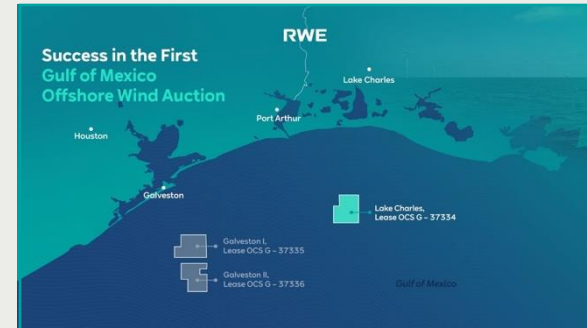 RWE
Success in the First
Gulf of Mexico
Offshore Wind Auction
Lake Charles
Port Arthur
Houston
Galveston
Lake Charles,
Lease OCS G - 37334
Galveston I,
Lease OCS G - 37335
Galveston II,
Lease OCS G - 37336
Gulf of Mexico